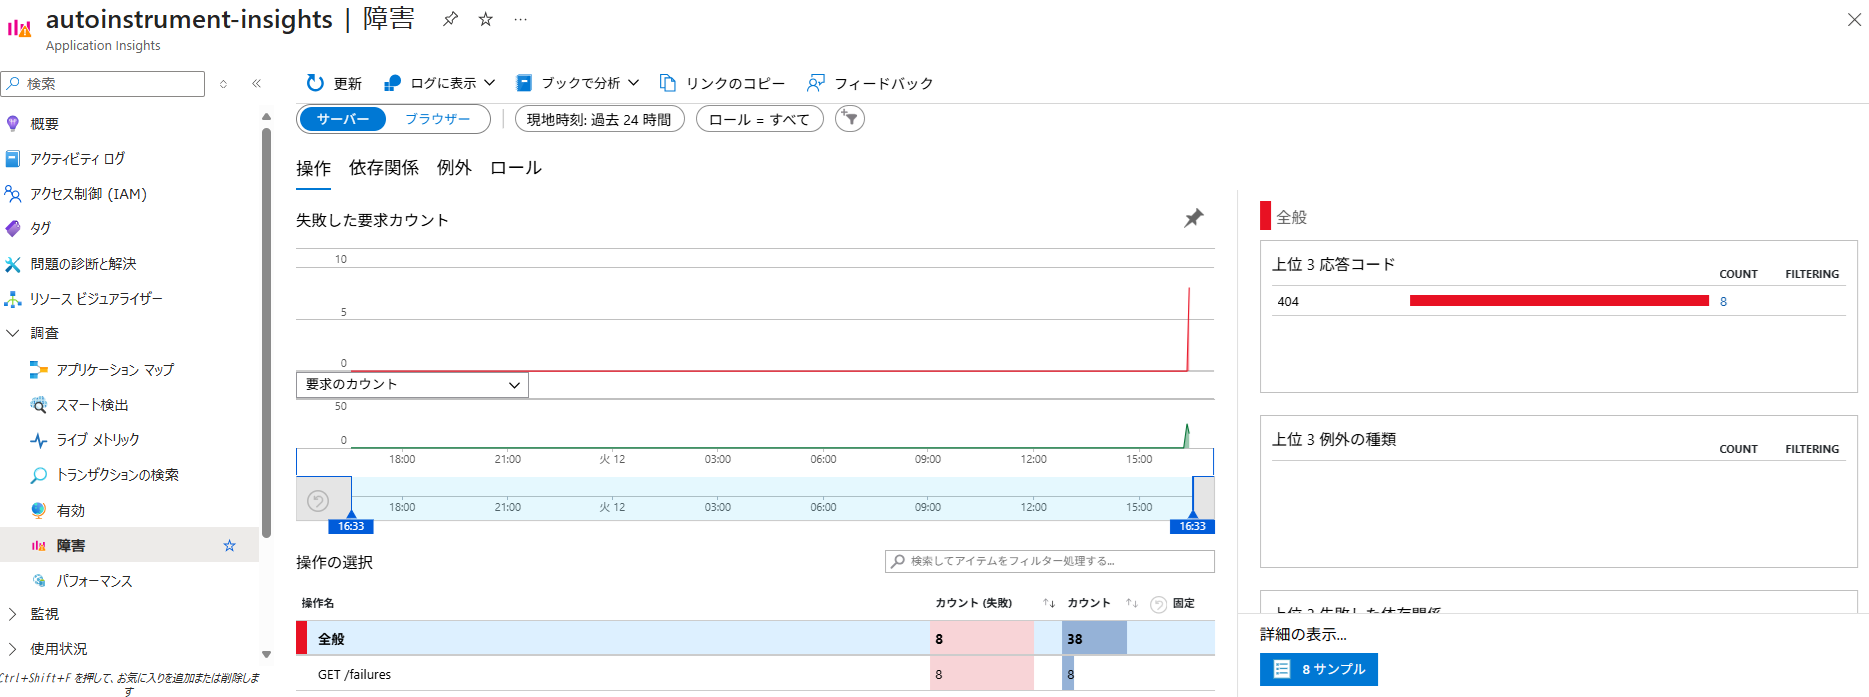 autoinstrument-insights | 障害
Application Insights
検索
更新
ログに表示
ブックで分析
リンクのコピー
フィードバック
サーバー
ブラウザー
現地時刻: 過去 24 時間
ロール = すべて
概要
アクティビティ ログ
アクセス制御 (IAM)
タグ
問題の診断と解決
リソース ビジュアライザー
調査
アプリケーション マップ
スマート検出
ライブ メトリック
トランザクションの検索
有効
障害
パフォーマンス
監視
使用状況
Ctrl+Shift+F を押して、お気に入りを追加または削除しま
す
操作 依存関係 例外 ロール
失敗した要求カウント
10
5
0
要求のカウント
50
0
18:00 21:00 火 12 03:00 06:00 09:00 12:00 15:00
18:00 21:00 火 12 03:00 06:00 09:00 12:00 15:00
16:33 16:33
操作の選択
検索してアイテムをフィルター処理する...
操作名 カウント (失敗) ↑↓ カウント ↑↓ 固定
全般 8 38
GET /failures 8 8
全般
上位 3 応答コード
COUNT FILTERING
404 8
上位 3 例外の種類
COUNT FILTERING
上位 3 失敗した依存関係
詳細の表示...
8 サンプル